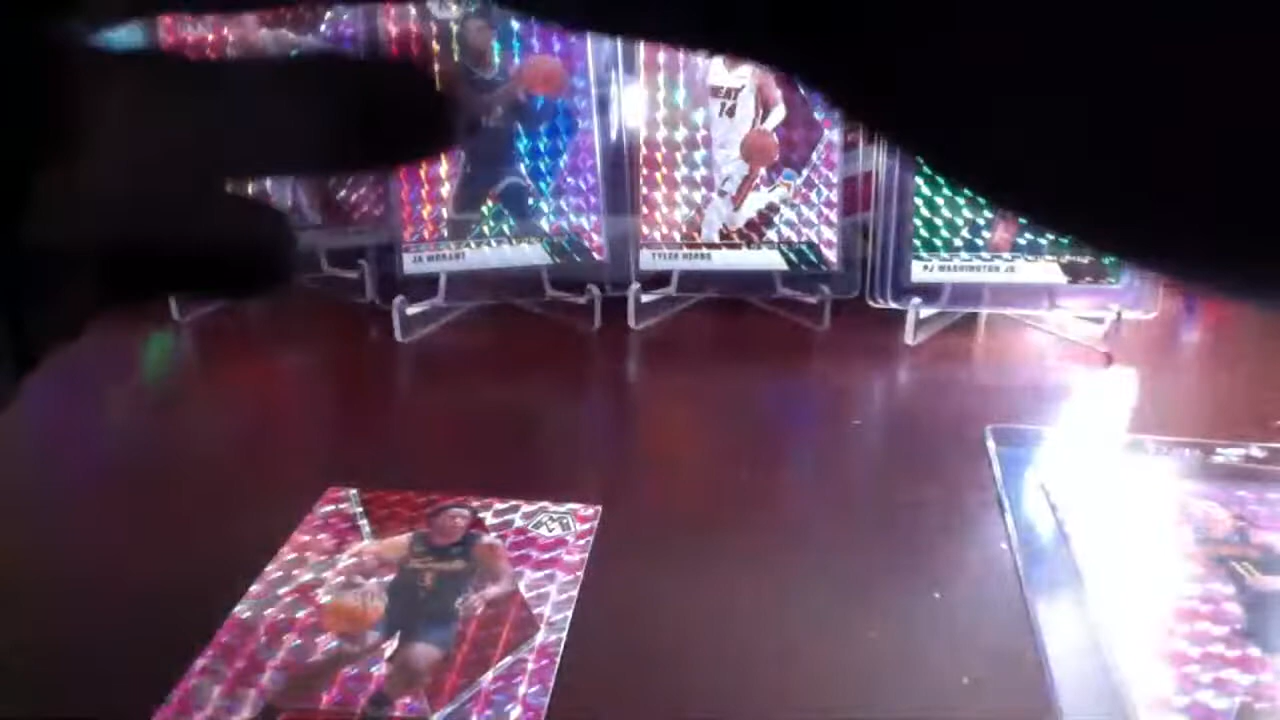 HEAT
14
JA MORANT
TYLER HERRO
PJ WASHINGTON JR.